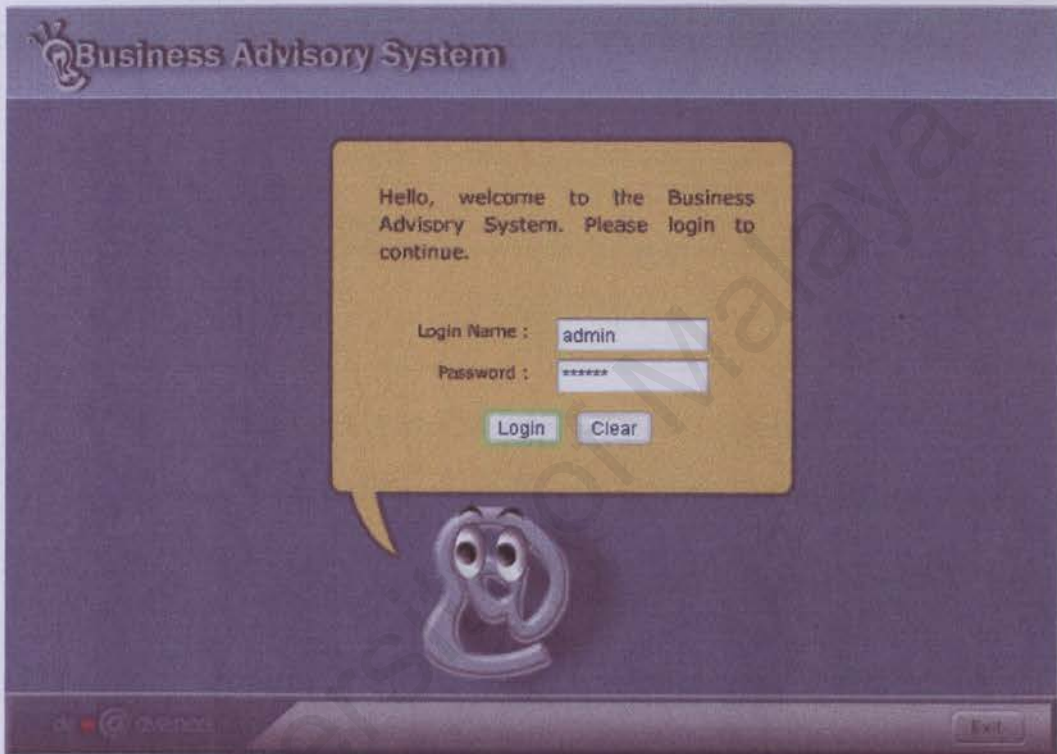 Business Advisory System
Hello, welcome to the Business
Advisory System. Please login to
continue.
Login Name : admin
Password : ******
Login Clear
Exit